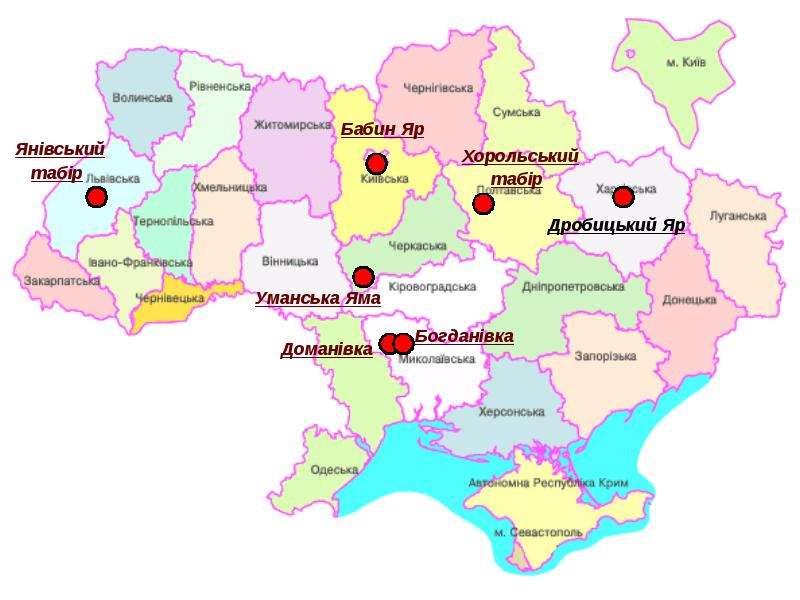 м. Київ
Рівненська
Чернігівська
Волинська
Сумська
Житомирська
Бабин Яр
Янівський
табір
Хорольський
табір
Львівська
Київська
Хмельницька
Полтавська
Харківська
Луганська
Тернопільська
Дробицький Яр
Черкаська
Вінницька
Івано-Франківська
Закарпатська
Кіровоградська
Дніпропетровська
Чернівецька
Уманська Яма
Донецька
Богданівка
Доманівка
Миколаївська
Запорізька
Херсонська
Одеська
Автономна Республіка Крим
м. Севастополь